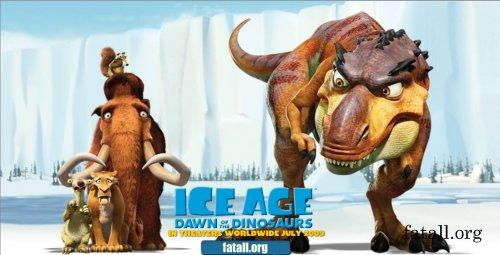 ICE AGE
DAWN OF THE DINOSAURS
IN THEATERS WORLDWIDE JULY 2009
fatall.org
fatall.org